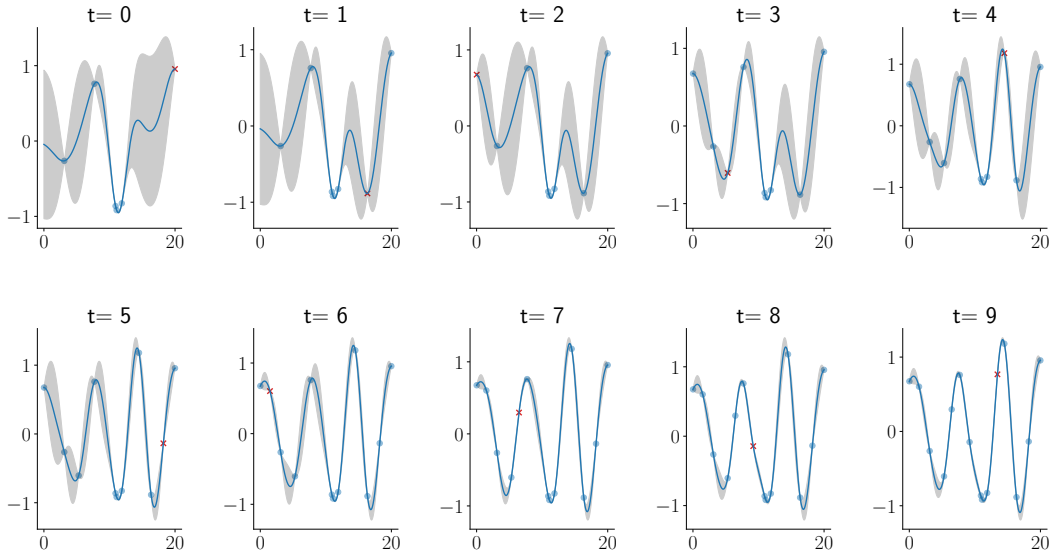 t= 0 t= 1 t= 2 t= 3 t= 4
1 1 1 1 1
0 0 0 0 0
−1 −1 −1 −1 −1
0 20 0 20 0 20 0 20 0 20
t= 5 t= 6 t= 7 t= 8 t= 9
1 1 1 1 1
0 0 0 0 0
−1 −1 −1 −1 −1
0 20 0 20 0 20 0 20 0 20